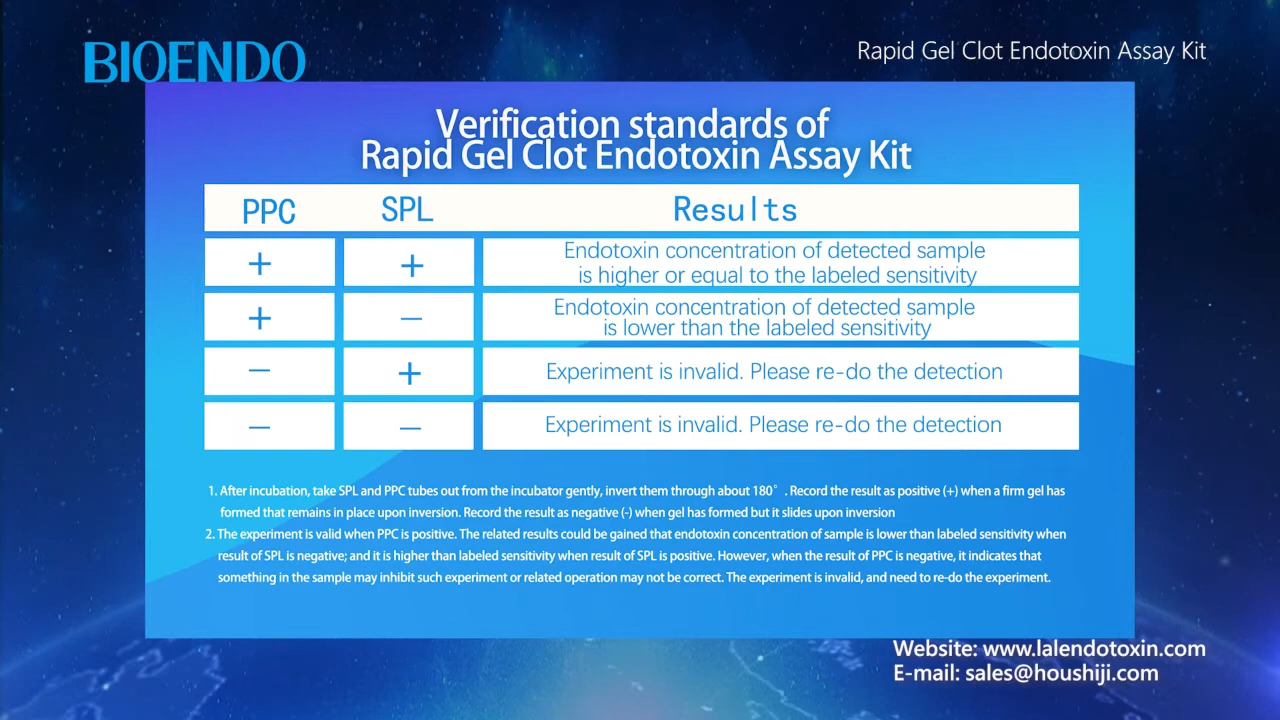 BIOENDO
Rapid Gel Clot Endotoxin Assay Kit
Verification standards of
Rapid Gel Clot Endotoxin Assay Kit
PPC SPL Results
+ + Endotoxin concentration of detected sample
is higher or equal to the labeled sensitivity
+ — Endotoxin concentration of detected sample
is lower than the labeled sensitivity
— + Experiment is invalid. Please re-do the detection
— — Experiment is invalid. Please re-do the detection
1. After incubation, take SPL and PPC tubes out from the incubator gently, invert them through about 180° . Record the result as positive (+) when a firm gel has
formed that remains in place upon inversion. Record the result as negative (-) when gel has formed but it slides upon inversion
2. The experiment is valid when PPC is positive. The related results could be gained that endotoxin concentration of sample is lower than labeled sensitivity when
result of SPL is negative; and it is higher than labeled sensitivity when result of SPL is positive. However, when the result of PPC is negative, it indicates that
something in the sample may inhibit such experiment or related operation may not be correct. The experiment is invalid, and need to re-do the experiment.
Website: www.lalendotoxin.com
E-mail: sales@houshiji.com